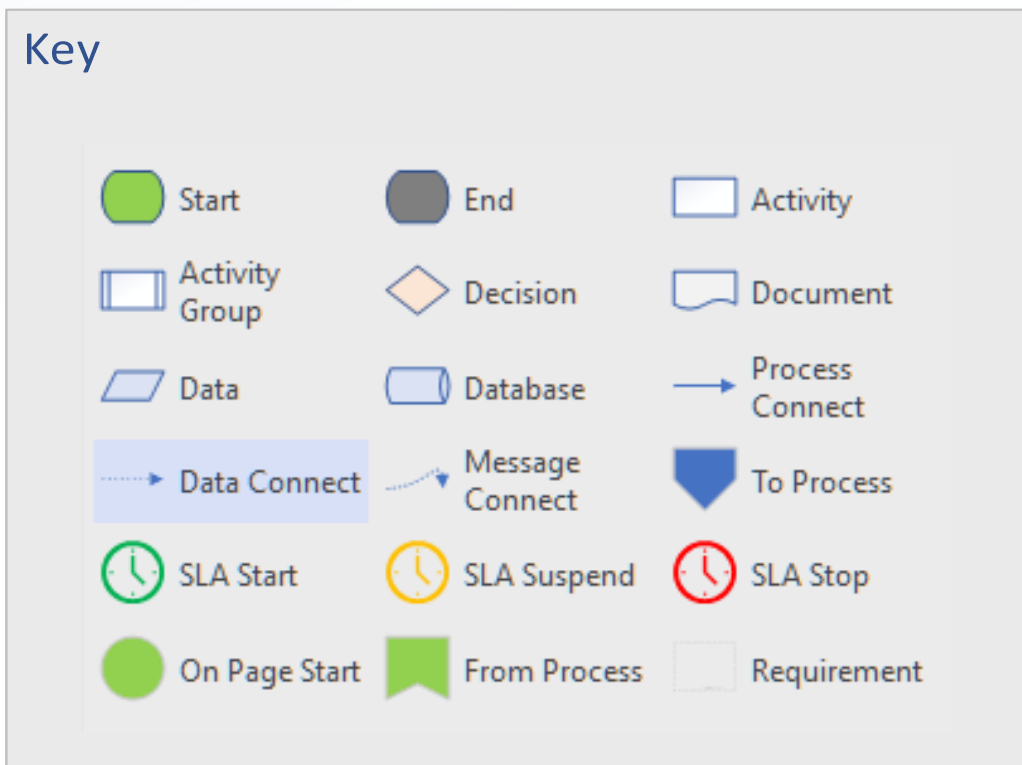 Key
Start
End
Activity
Activity
Group
Decision
Document
Data
Database
Process
Connect
Data Connect
Message
Connect
To Process
SLA Start
SLA Suspend
SLA Stop
On Page Start
From Process
Requirement